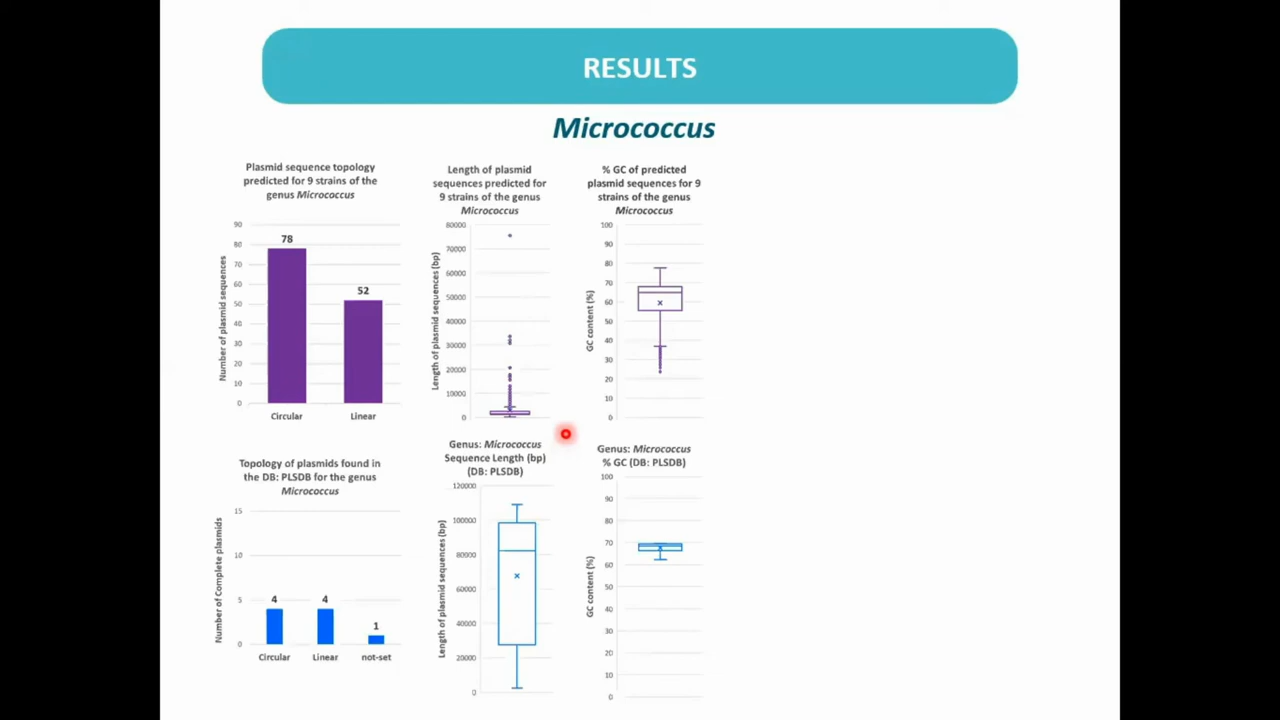 RESULTS
Micrococcus
Plasmid sequence topology
predicted for 9 strains of the
genus Micrococcus
Number of plasmid sequences
90
80
70
60
50
40
30
20
10
0
78
52
Circular
Linear
Length of plasmid
sequences predicted for
9 strains of the genus
Micrococcus
Length of plasmid sequences (bp)
80000
70000
60000
50000
40000
30000
20000
10000
0
% GC of predicted
plasmid sequences for 9
strains of the genus
Micrococcus
GC content (%)
100
90
80
70
60
50
40
30
20
10
0
Topology of plasmids found in
the DB: PLSDB for the genus
Micrococcus
Number of Complete plasmids
15
10
5
0
4
4
1
Circular
Linear
not-set
Genus: Micrococcus
Sequence Length (bp)
(DB: PLSDB)
Length of plasmid sequences (bp)
120000
100000
80000
60000
40000
20000
0
Genus: Micrococcus
% GC (DB: PLSDB)
GC content (%)
100
90
80
70
60
50
40
30
20
10
0